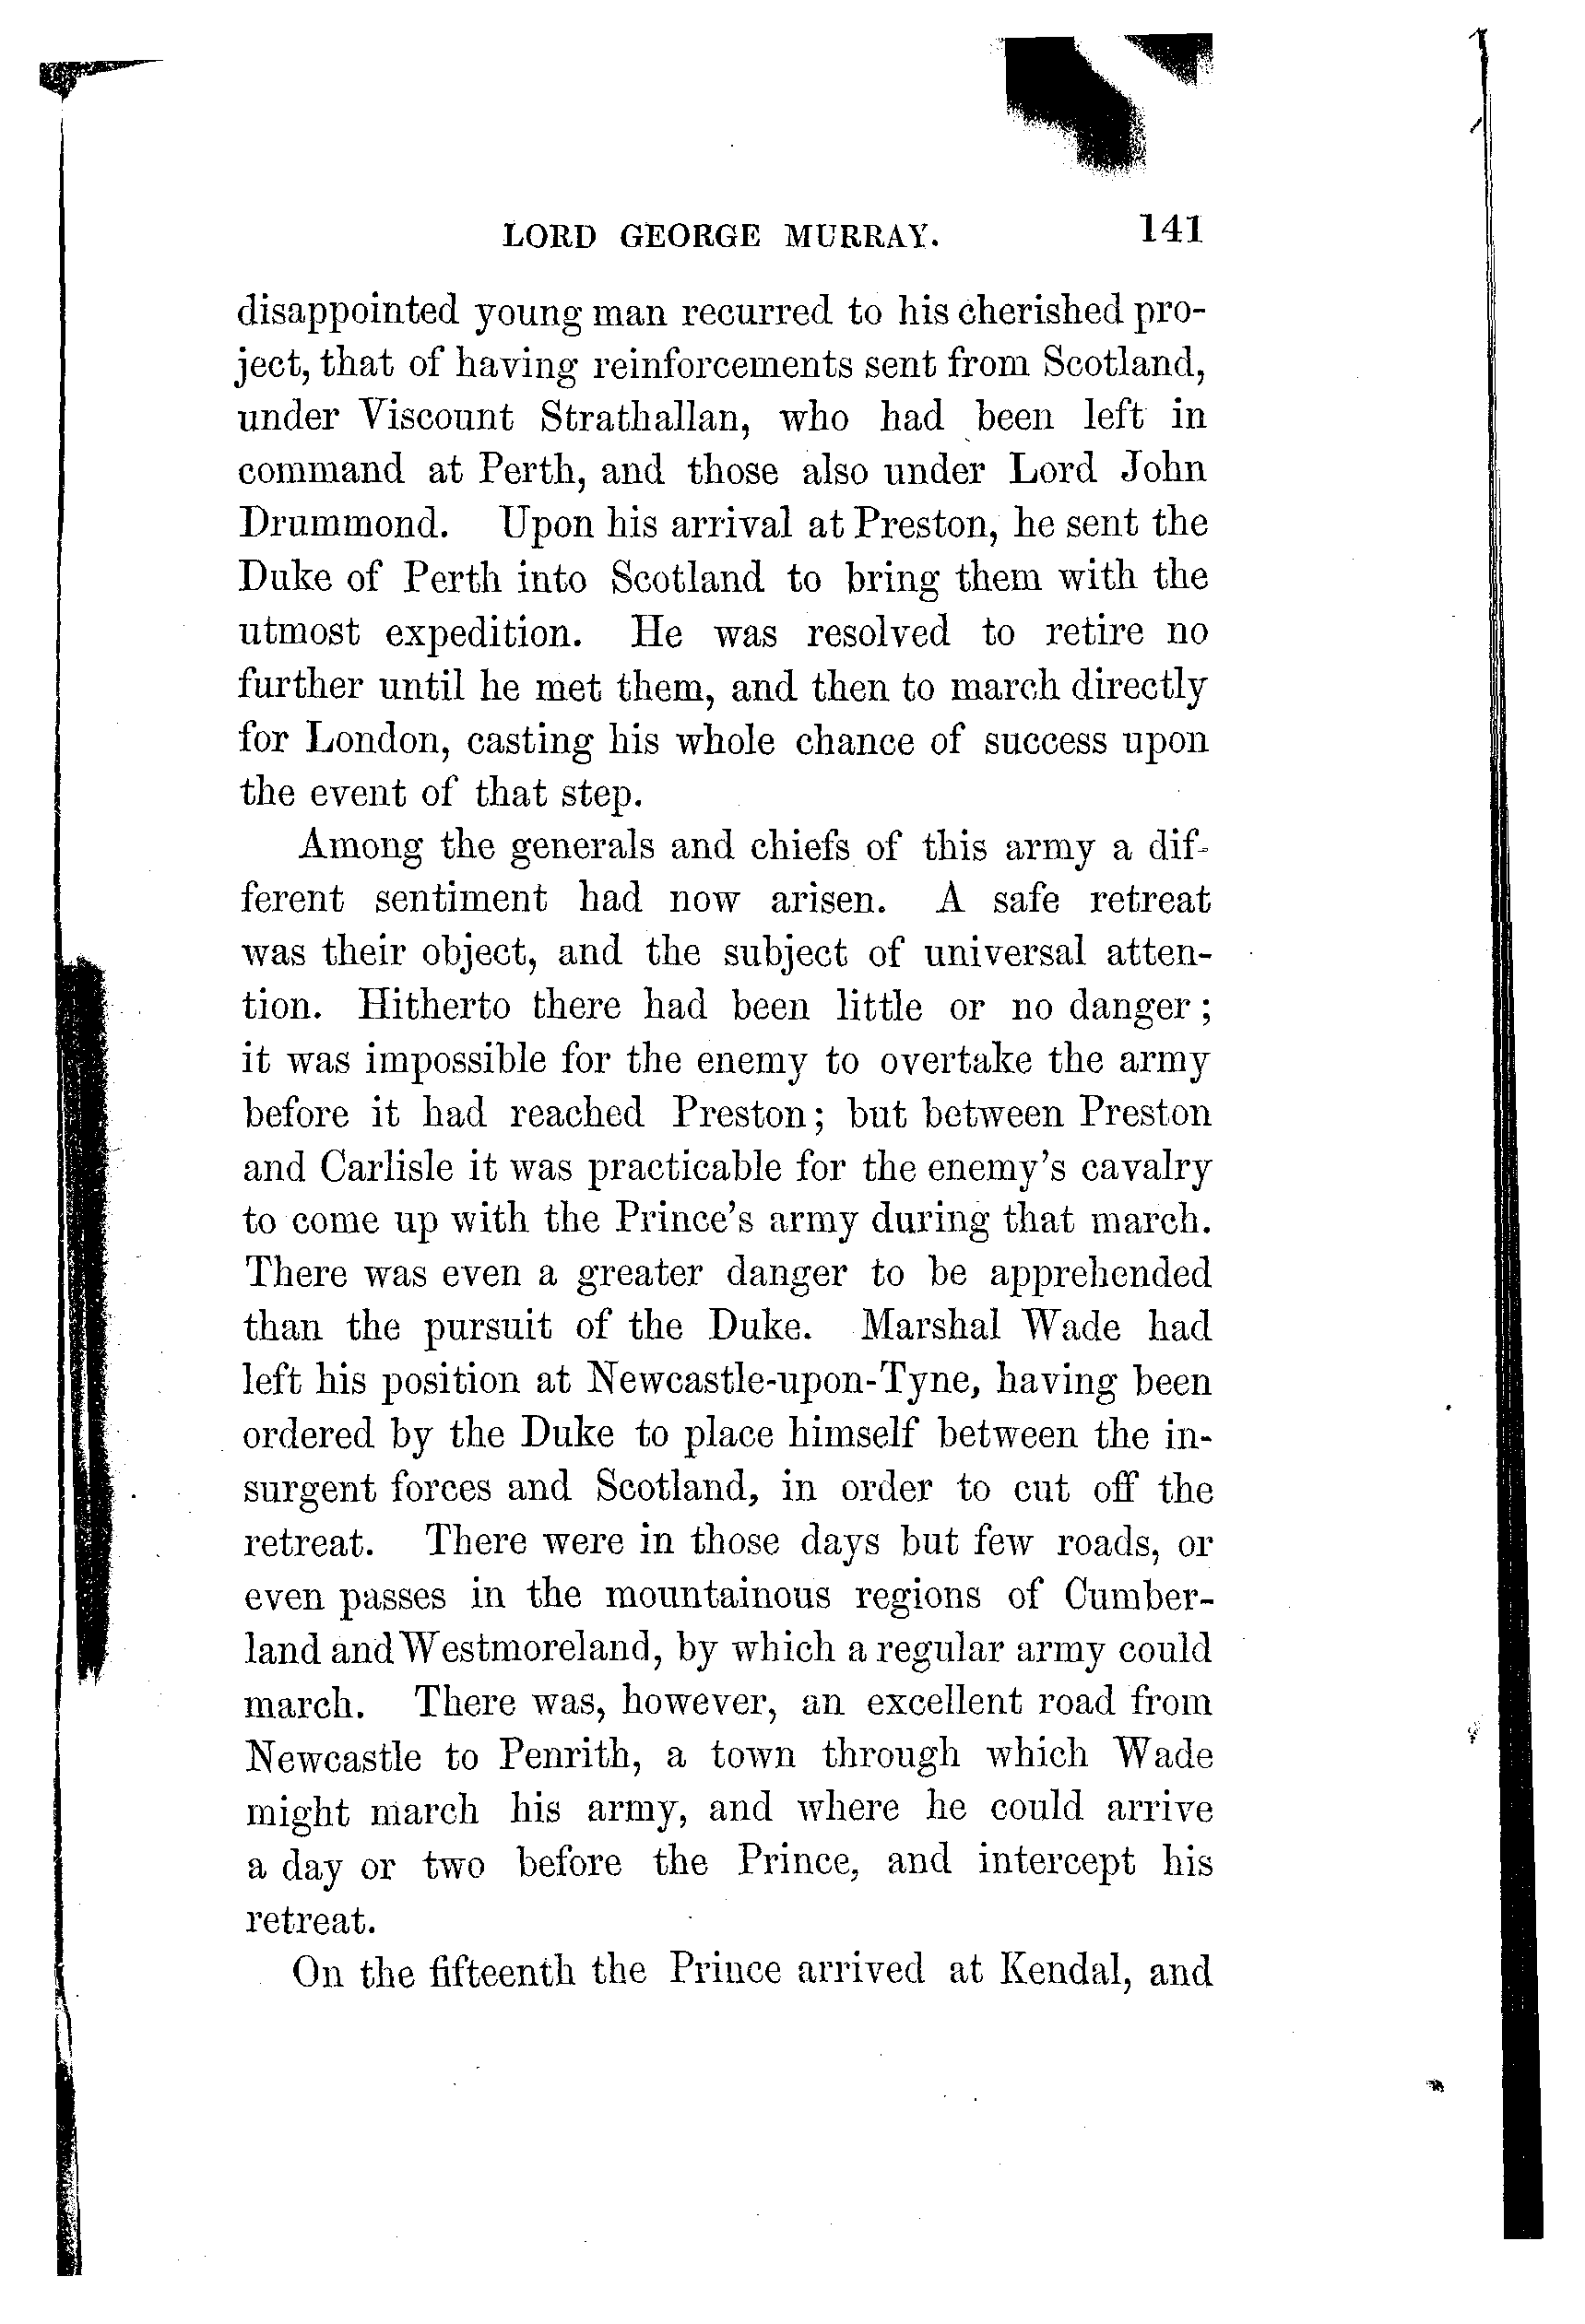 LORD GEORGE MURRAY. 141
disappointed young man recurred to his cherished pro-
ject, that of having reinforcements sent from Scotland,
under Viscount Strathallan, who had been left in
command at Perth, and those also under Lord John
Drummond. Upon his arrival at Preston, he sent the
Duke of Perth into Scotland to bring them with the
utmost expedition. He was resolved to retire no
further until he met them, and then to march directly
for London, casting his whole chance of success upon
the event of that step.
Among the generals and chiefs of this army a dif-
ferent sentiment had now arisen. A safe retreat
was their object, and the subject of universal atten-
tion. Hitherto there had been little or no danger;
it was impossible for the enemy to overtake the army
before it had reached Preston; but between Preston
and Carlisle it was practicable for the enemy's cavalry
to come up with the Prince's army during that march.
There was even a greater danger to be apprehended
than the pursuit of the Duke. Marshal Wade had
left his position at Newcastle-upon-Tyne, having been
ordered by the Duke to place himself between the in-
surgent forces and Scotland, in order to cut off the
retreat. There were in those days but few roads, or
even passes in the mountainous regions of Cumber-
land and Westmoreland, by which a regular army could
march. There was, however, an excellent road from
Newcastle to Penrith, a town through which Wade
might march his army, and where he could arrive
a day or two before the Prince, and intercept his
retreat.
On the fifteenth the Prince arrived at Kendal, and